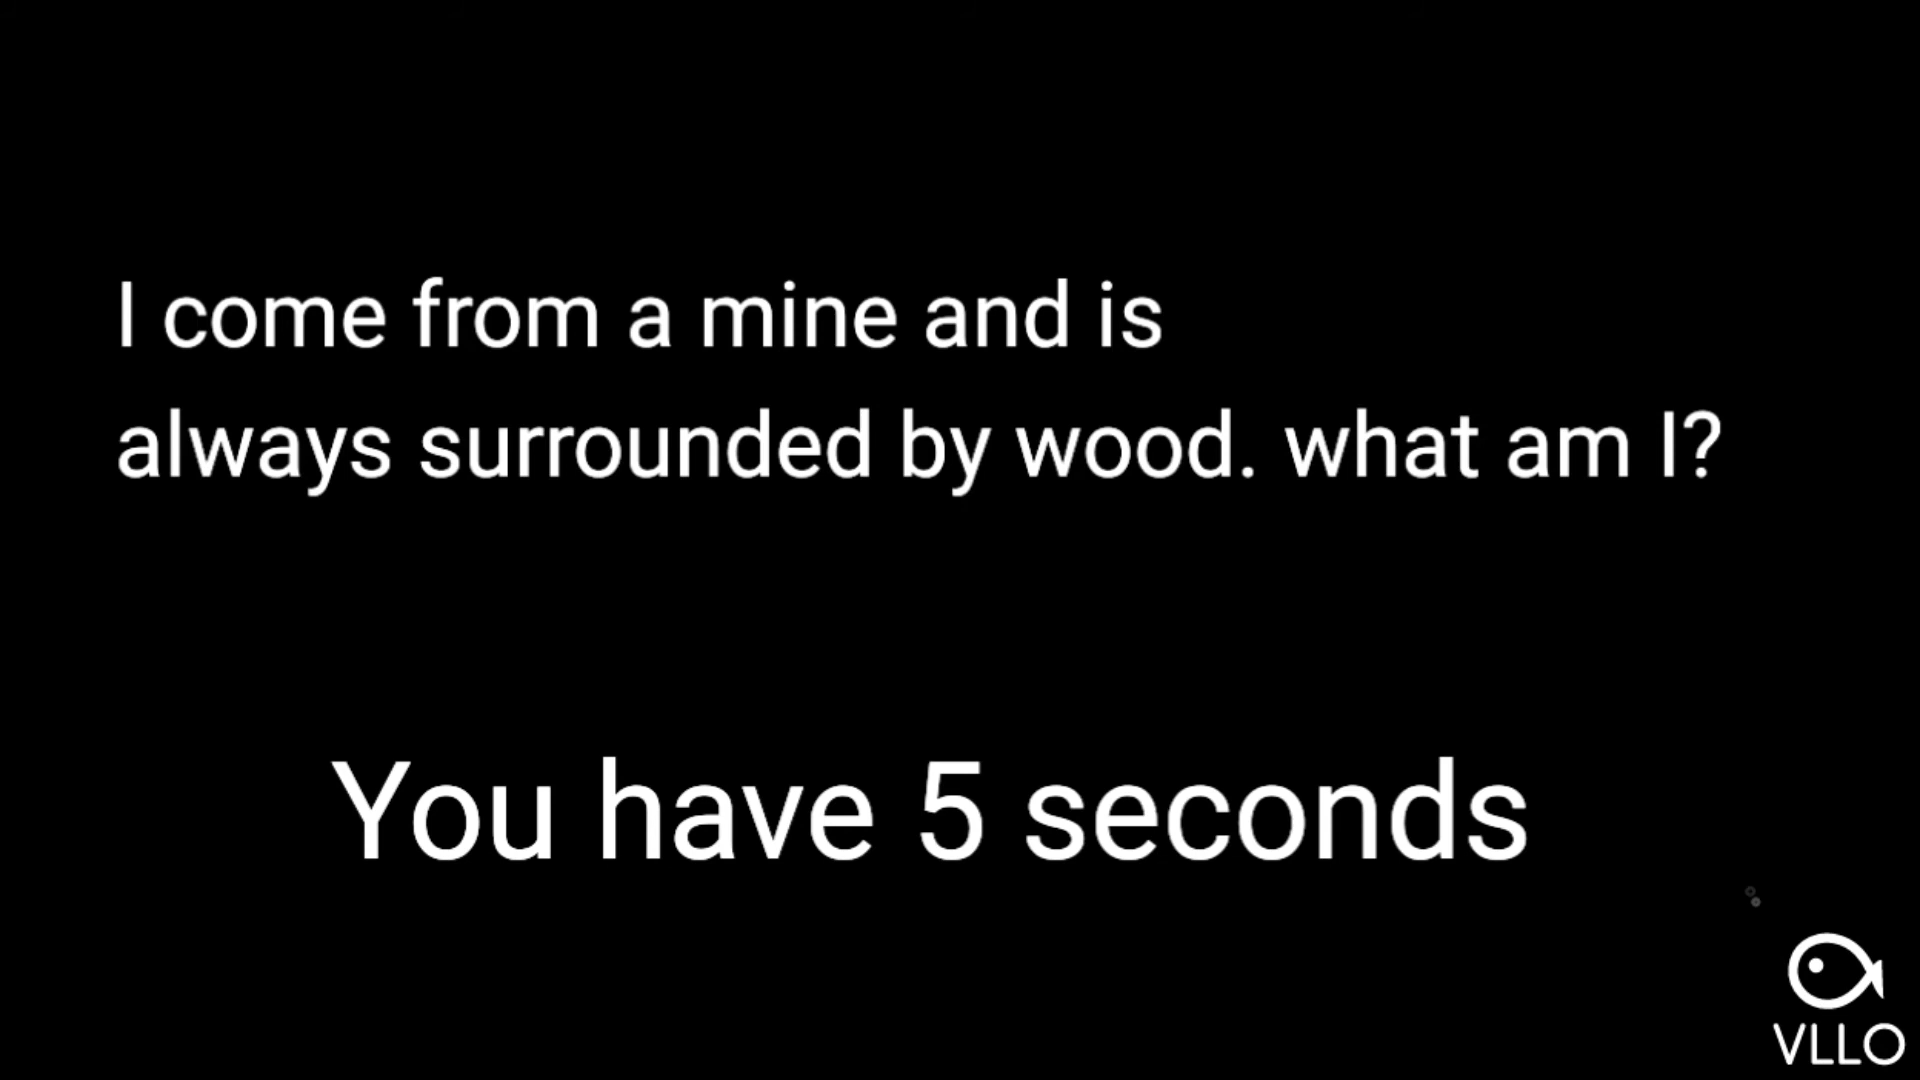 I come from a mine and is
always surrounded by wood. what am I?
You have 5 seconds
VLLO